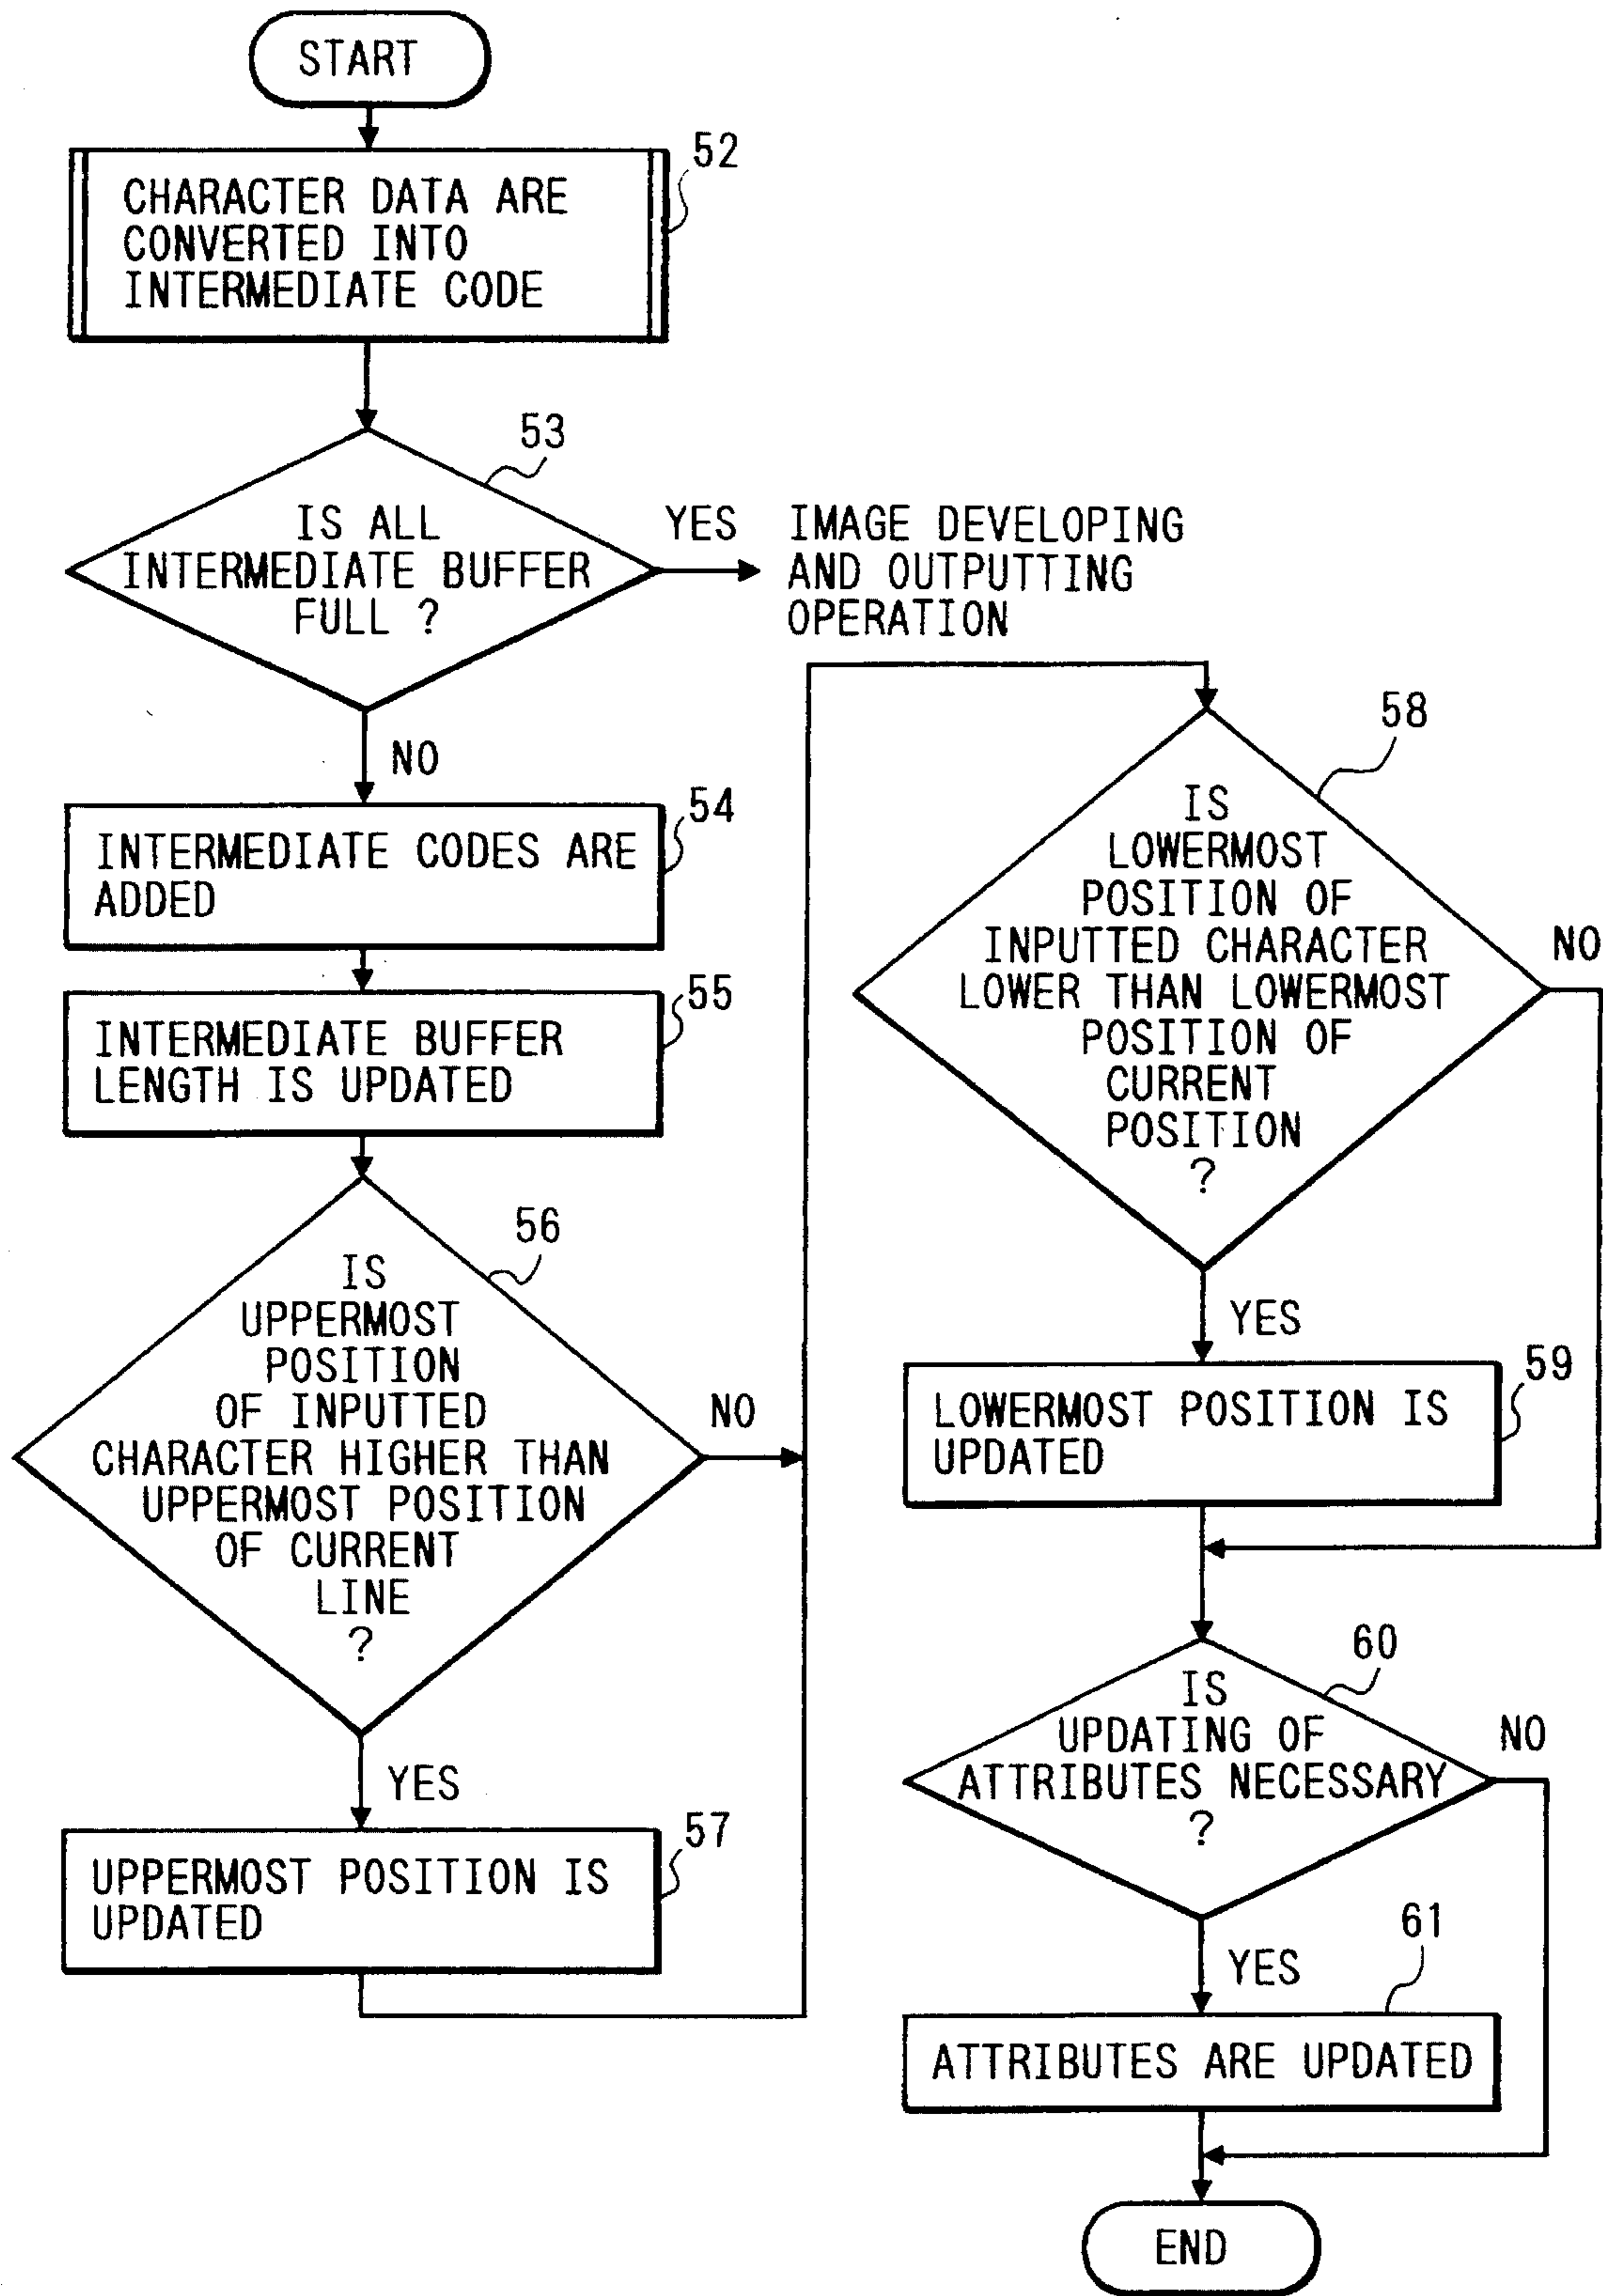 START
52
CHARACTER DATA ARE
CONVERTED INTO
INTERMEDIATE CODE
53
IS ALL
INTERMEDIATE BUFFER
FULL ?
YES
IMAGE DEVELOPING
AND OUTPUTTING
OPERATION
NO
54
INTERMEDIATE CODES ARE
ADDED
55
INTERMEDIATE BUFFER
LENGTH IS UPDATED
56
IS
UPPERMOST
POSITION
OF INPUTTED
CHARACTER HIGHER THAN
UPPERMOST POSITION
OF CURRENT
LINE
?
NO
YES
57
UPPERMOST POSITION IS
UPDATED
58
IS
LOWERMOST
POSITION OF
INPUTTED CHARACTER
LOWER THAN LOWERMOST
POSITION OF
CURRENT
POSITION
?
NO
YES
59
LOWERMOST POSITION IS
UPDATED
60
IS
UPDATING OF
ATTRIBUTES NECESSARY
?
NO
YES
61
ATTRIBUTES ARE UPDATED
END